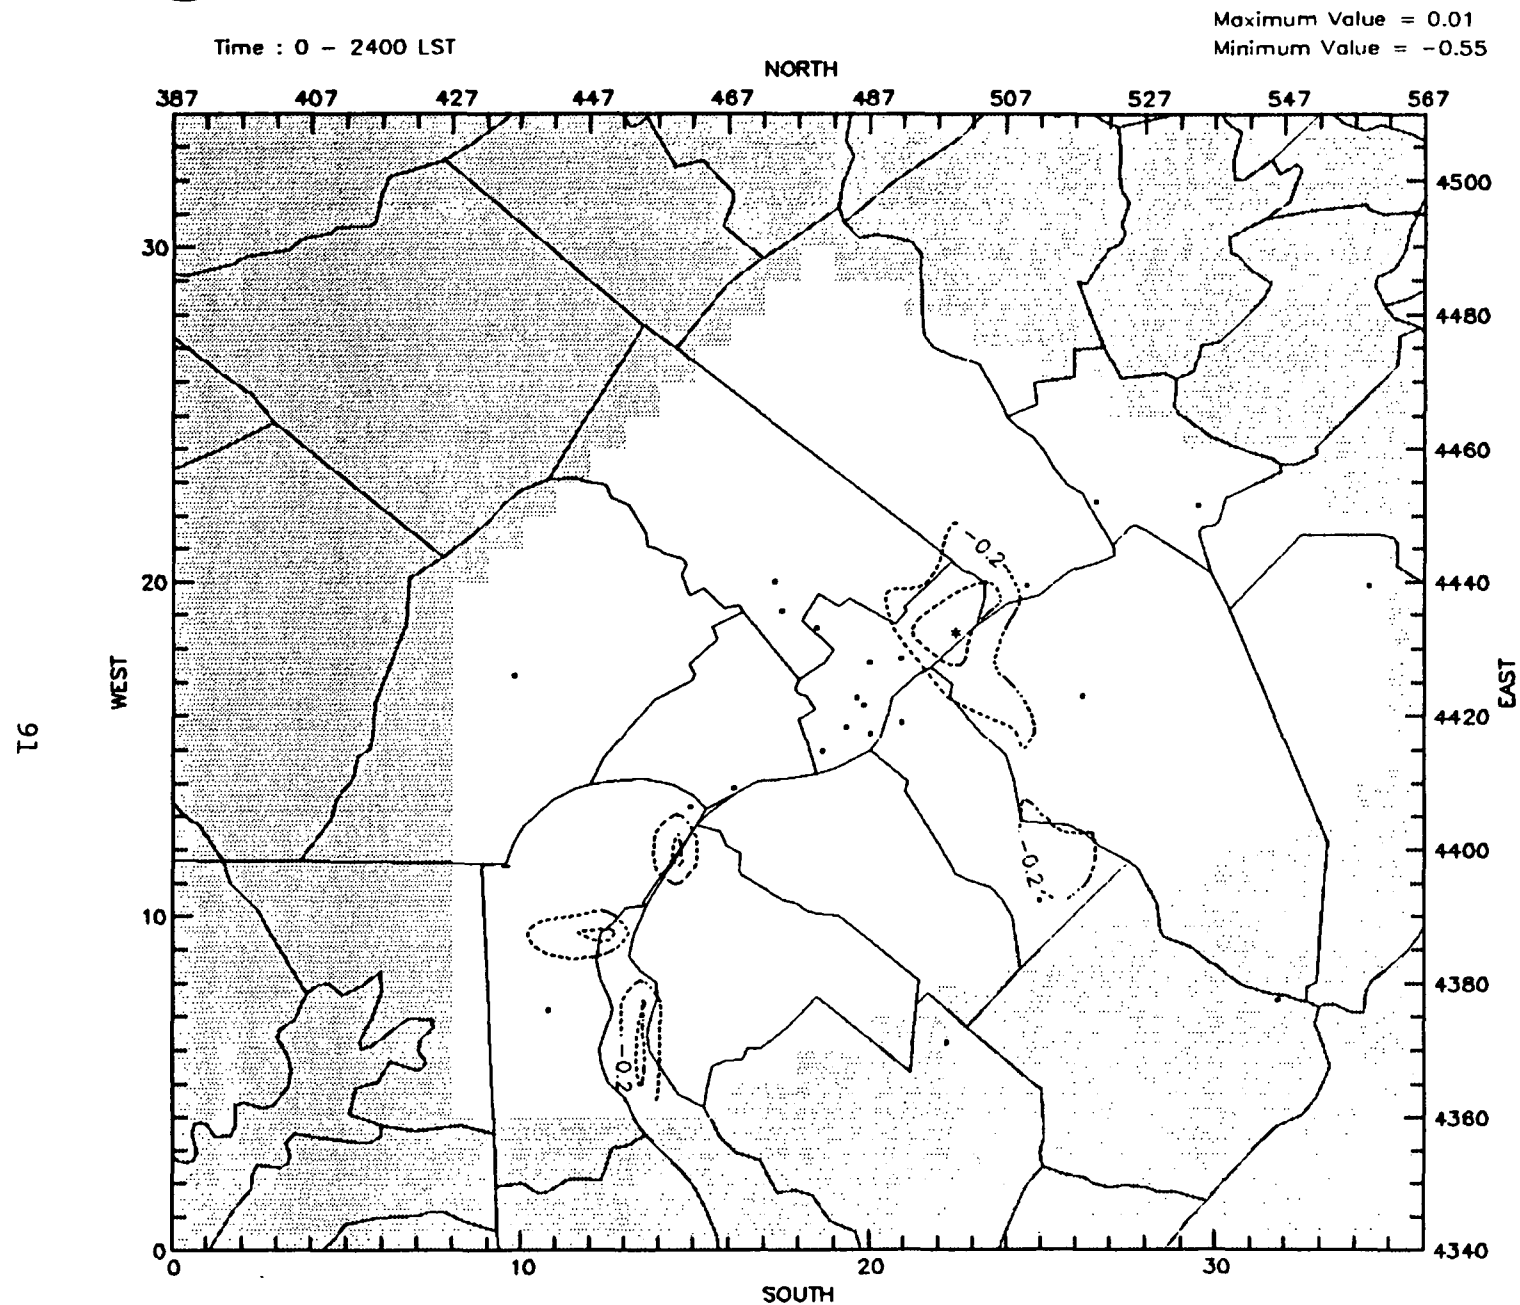 Maximum Value = 0.01
Time : 0 - 2400 LST
Minimum Value = -0.55
NORTH
387 407 427 447 467 487 507 527 547 567
4500
30
4480
4460
-0.2
20
4440
WEST
EAST
4420
91
4400
-0.2
10
4380
-0.2
4360
0
4340
0 10 20 30
SOUTH